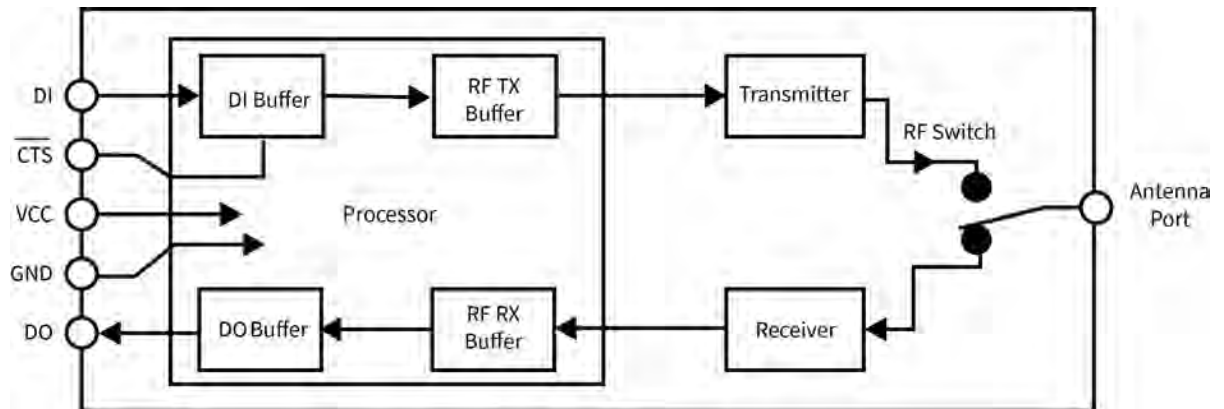 DI
CTS
VCC
GND
DO
DI Buffer
RF TX
Buffer
Processor
DO Buffer
RF RX
Buffer
Transmitter
RF Switch
Receiver
Antenna
Port